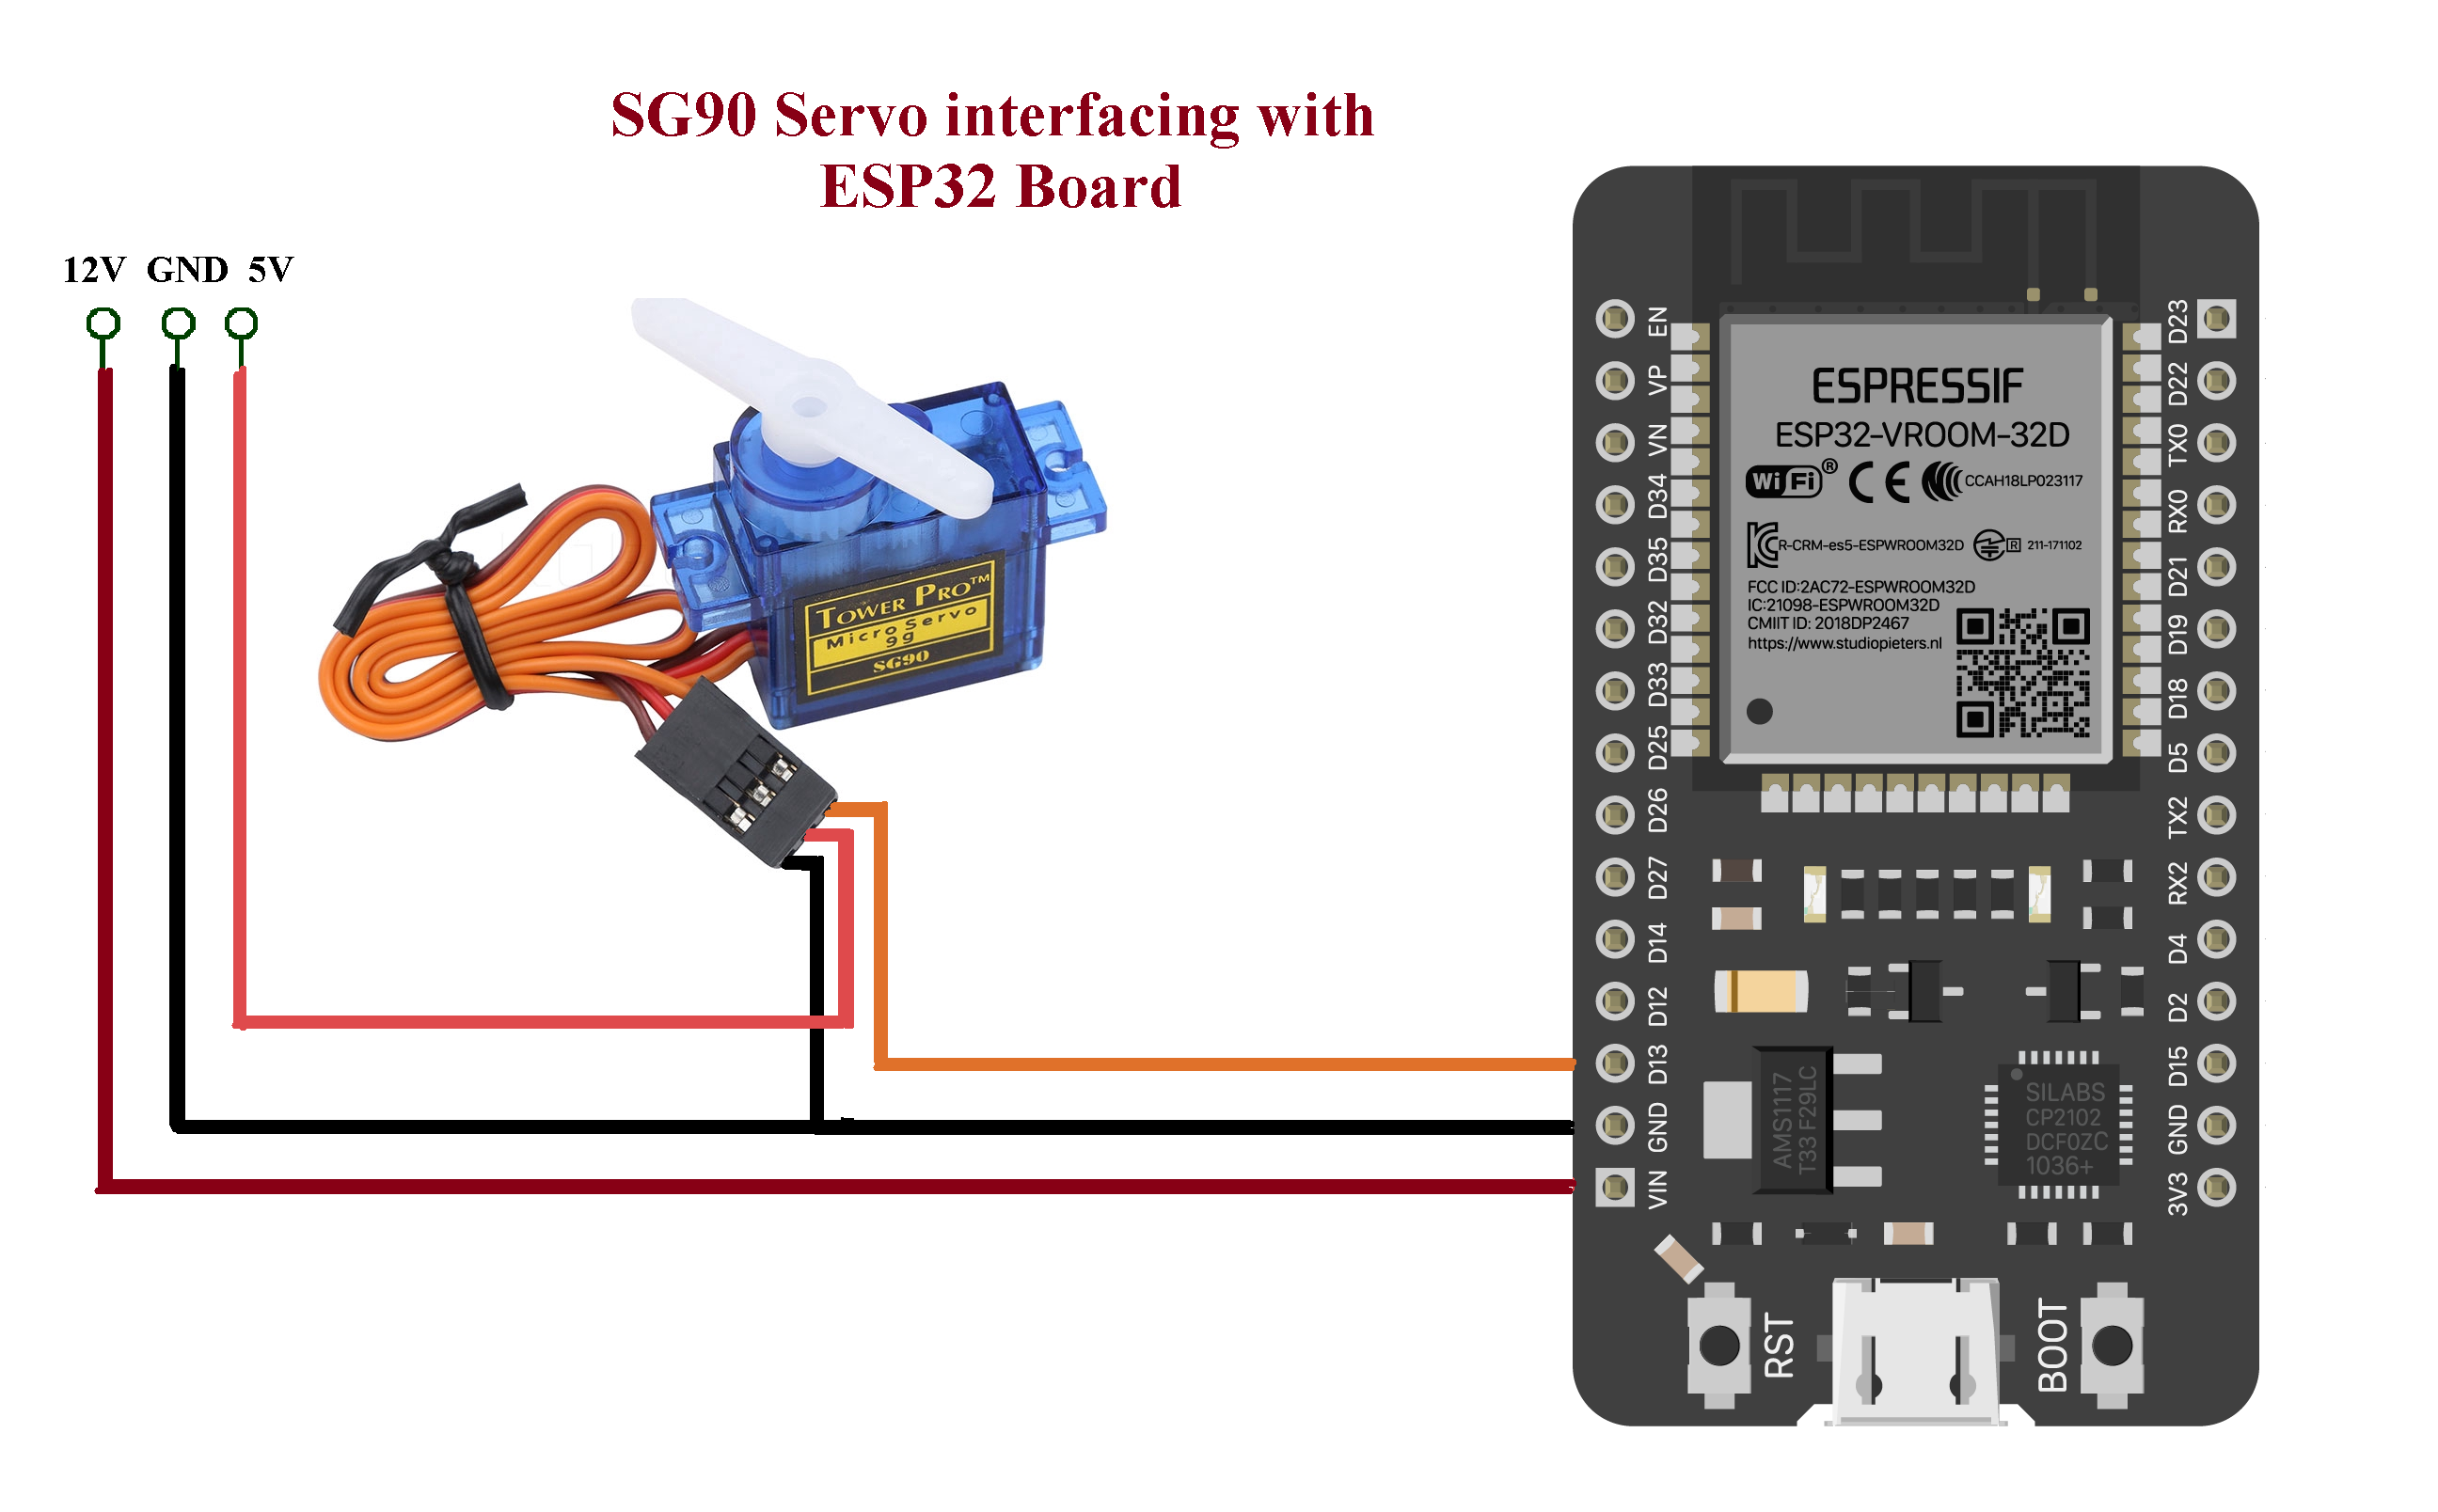 SG90 Servo interfacing with
ESP32 Board
12V GND 5V
TOWER PRO™
Micro Servo
9g
SG90
EN
VP
VN
D34
D35
D32
D33
D25
D26
D27
D14
D12
D13
GND
VIN
ESPRESSIF
ESP32-VROOM-32D
WiFi® CE CCAH18LP023117
R-CRM-es5-ESPWROOM32D R 211-171102
FCC ID:2AC72-ESPWROOM32D
IC:21098-ESPWROOM32D
CMIIT ID: 2018DP2467
https://www.studiopieters.nl
D23
D22
TX0
RX0
D21
D19
D18
D5
TX2
RX2
D4
D2
D15
GND
3V3
AMS1117
T33 F29LC
SILABS
CP2102
DCF0ZC
1036+
RST
BOOT